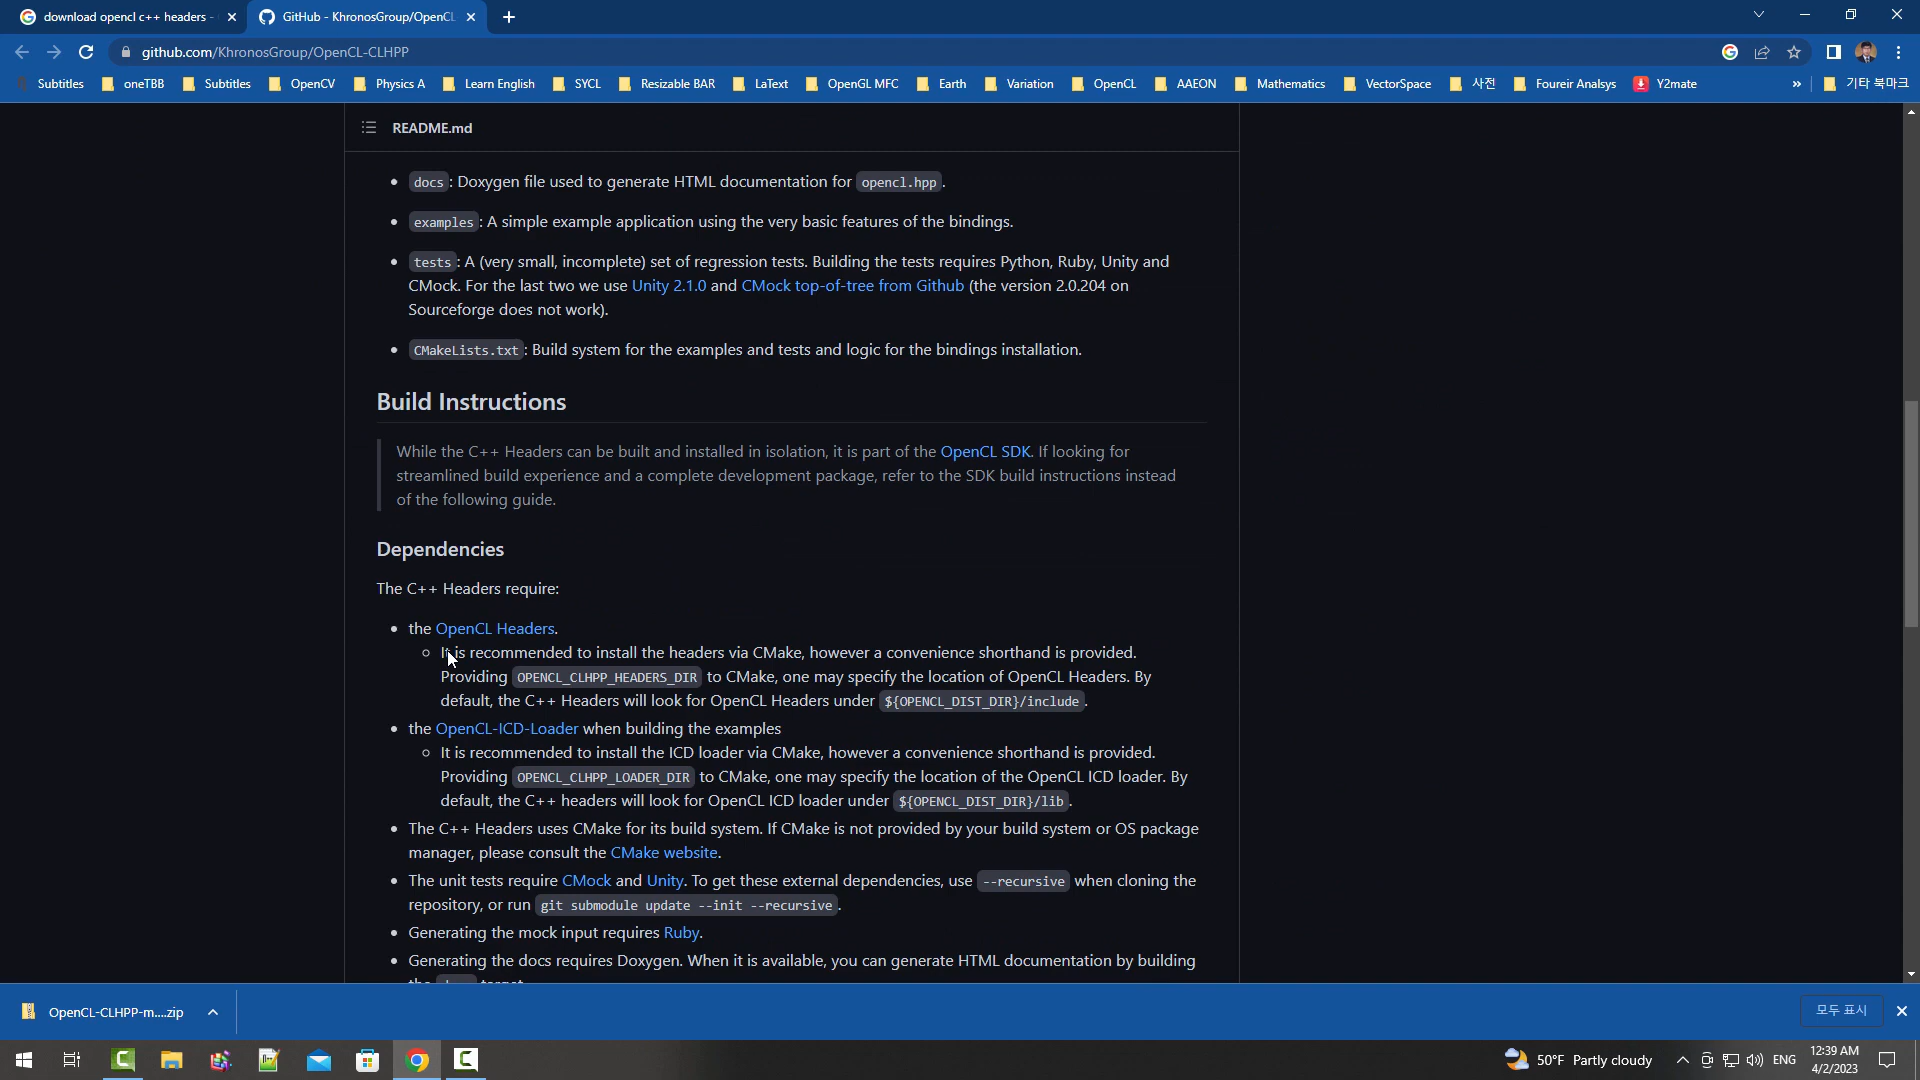 download opencl c++ headers -
GitHub - KhronosGroup/OpenCL
github.com/KhronosGroup/OpenCL-CLHPP
Subtitles oneTBB Subtitles OpenCV Physics A Learn English SYCL Resizable BAR LaText OpenGL MFC Earth Variation OpenCL AAEON Mathematics VectorSpace 사전 Foureir Analsys Y2mate » 기타 북마크
README.md
docs: Doxygen file used to generate HTML documentation for opencl.hpp.
examples: A simple example application using the very basic features of the bindings.
tests: A (very small, incomplete) set of regression tests. Building the tests requires Python, Ruby, Unity and
CMock. For the last two we use Unity 2.1.0 and CMock top-of-tree from Github (the version 2.0.204 on
Sourceforge does not work).
CMakeLists.txt: Build system for the examples and tests and logic for the bindings installation.
Build Instructions
While the C++ Headers can be built and installed in isolation, it is part of the OpenCL SDK. If looking for
streamlined build experience and a complete development package, refer to the SDK build instructions instead
of the following guide.
Dependencies
The C++ Headers require:
the OpenCL Headers.
It is recommended to install the headers via CMake, however a convenience shorthand is provided.
Providing OPENCL_CLHPP_HEADERS_DIR to CMake, one may specify the location of OpenCL Headers. By
default, the C++ Headers will look for OpenCL Headers under ${OPENCL_DIST_DIR}/include.
the OpenCL-ICD-Loader when building the examples
It is recommended to install the ICD loader via CMake, however a convenience shorthand is provided.
Providing OPENCL_CLHPP_LOADER_DIR to CMake, one may specify the location of the OpenCL ICD loader. By
default, the C++ headers will look for OpenCL ICD loader under ${OPENCL_DIST_DIR}/lib.
The C++ Headers uses CMake for its build system. If CMake is not provided by your build system or OS package
manager, please consult the CMake website.
The unit tests require CMock and Unity. To get these external dependencies, use --recursive when cloning the
repository, or run git submodule update --init --recursive.
Generating the mock input requires Ruby.
Generating the docs requires Doxygen. When it is available, you can generate HTML documentation by building
OpenCL-CLHPP-m....zip
모두 표시
50°F Partly cloudy
ENG
12:39 AM
4/2/2023